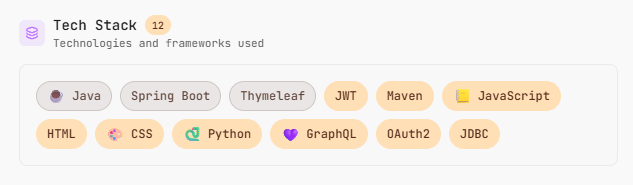 Tech Stack 12
Technologies and frameworks used
Java Spring Boot Thymeleaf JWT Maven JavaScript
HTML CSS Python GraphQL OAuth2 JDBC